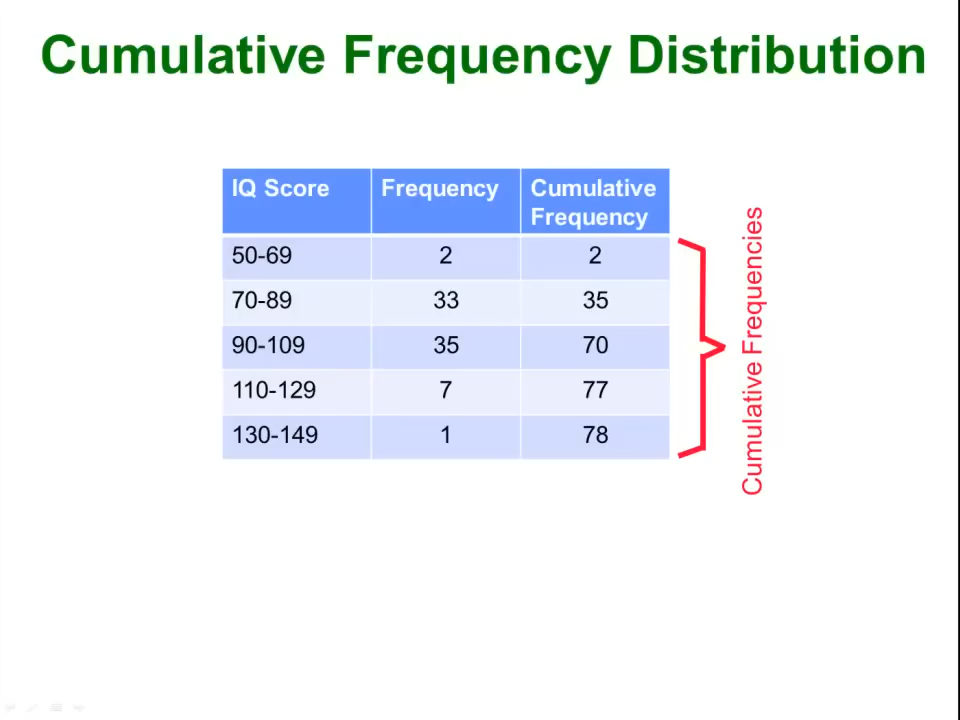 Cumulative Frequency Distribution
IQ Score Frequency Cumulative
Frequency
50-69 2 2
70-89 33 35
90-109 35 70
110-129 7 77
130-149 1 78
Cumulative Frequencies